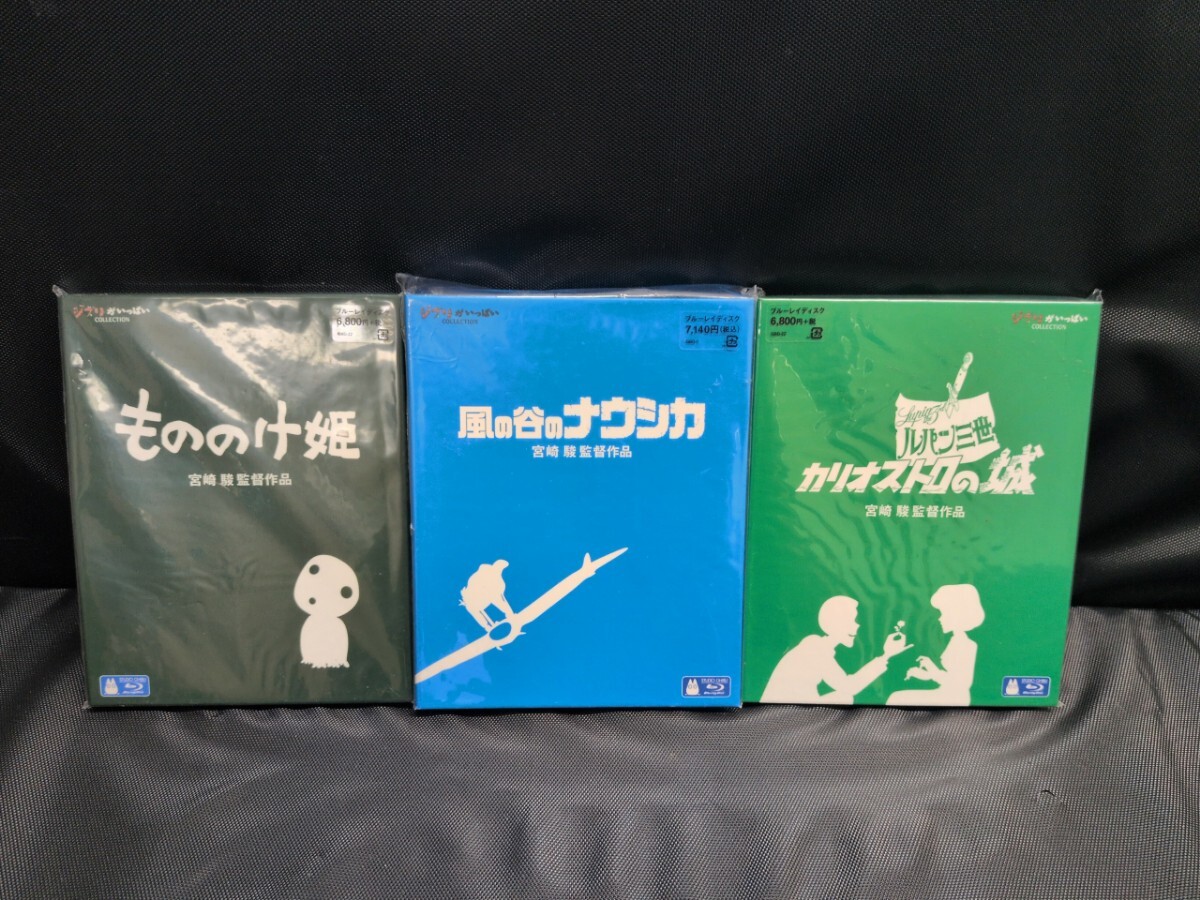 ジブリがいっぱい
COLLECTION
ブルーレイディスク
6,800円+税
もののけ姫
宮崎 駿 監督作品
ジブリがいっぱい
COLLECTION
ブルーレイディスク
7,140円(税込)
風の谷のナウシカ
宮崎 駿 監督作品
ブルーレイディスク
6,800円+税
ジブリがいっぱい
COLLECTION
ルパン三世
カリオストロの城
宮崎 駿 監督作品